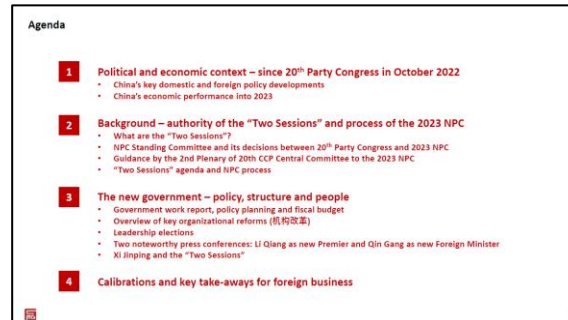 Agenda
1 Political and economic context – since 20th Party Congress in October 2022
• China's key domestic and foreign policy developments
• China's economic performance into 2023
2 Background – authority of the "Two Sessions" and process of the 2023 NPC
• What are the "Two Sessions"?
• NPC Standing Committee and its decisions between 20th Party Congress and 2023 NPC
• Guidance by the 2nd Plenary of 20th CCP Central Committee to the 2023 NPC
• "Two Sessions" agenda and NPC process
3 The new government – policy, structure and people
• Government work report, policy planning and fiscal budget
• Overview of key organizational reforms (机构改革)
• Leadership elections
• Two noteworthy press conferences: Li Qiang as new Premier and Qin Gang as new Foreign Minister
• Xi Jinping and the "Two Sessions"
4 Calibrations and key take-aways for foreign business